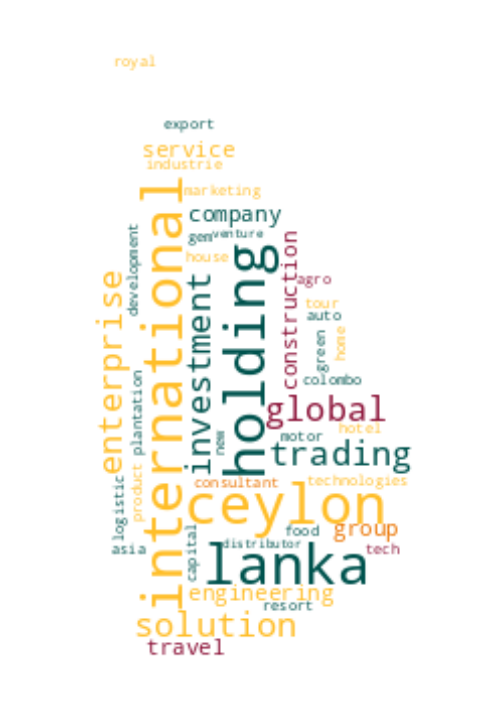 royal
export
service
industrie
marketing
international
company
gem
venture
development
house
holding
construction
enterprise
investment
agro
tour
auto
green
home
colombo
plantation
global
new
motor
hotel
trading
product
logistic
consultant
technologies
ceylon
group
food
capital
distributor
asia
tech
lanka
engineering
resort
solution
travel